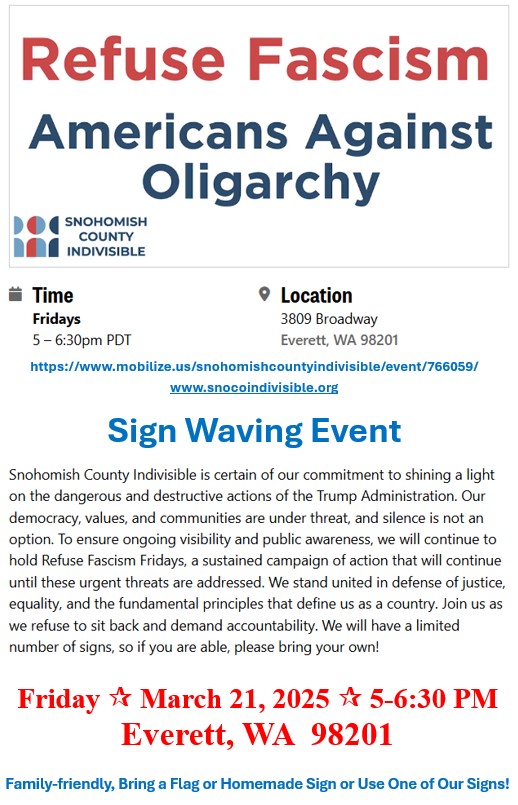 Refuse Fascism
Americans Against
Oligarchy
SNOHOMISH
COUNTY
INDIVISIBLE
Time
Fridays
5 – 6:30pm PDT
Location
3809 Broadway
Everett, WA 98201
https://www.mobilize.us/snohomishcountyindivisible/event/766059/
www.snocoindivisible.org
Sign Waving Event
Snohomish County Indivisible is certain of our commitment to shining a light
on the dangerous and destructive actions of the Trump Administration. Our
democracy, values, and communities are under threat, and silence is not an
option. To ensure ongoing visibility and public awareness, we will continue to
hold Refuse Fascism Fridays, a sustained campaign of action that will continue
until these urgent threats are addressed. We stand united in defense of justice,
equality, and the fundamental principles that define us as a country. Join us as
we refuse to sit back and demand accountability. We will have a limited
number of signs, so if you are able, please bring your own!
Friday ☆ March 21, 2025 ☆ 5-6:30 PM
Everett, WA 98201
Family-friendly, Bring a Flag or Homemade Sign or Use One of Our Signs!